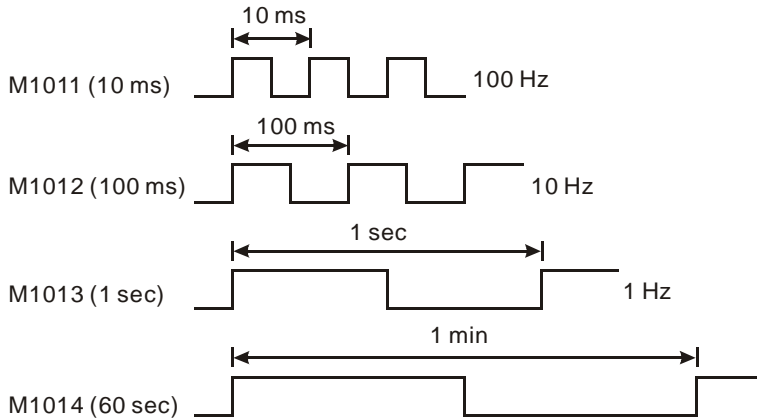 10 ms
M1011 (10 ms)
100 Hz
100 ms
M1012 (100 ms)
10 Hz
1 sec
M1013 (1 sec)
1 Hz
1 min
M1014 (60 sec)